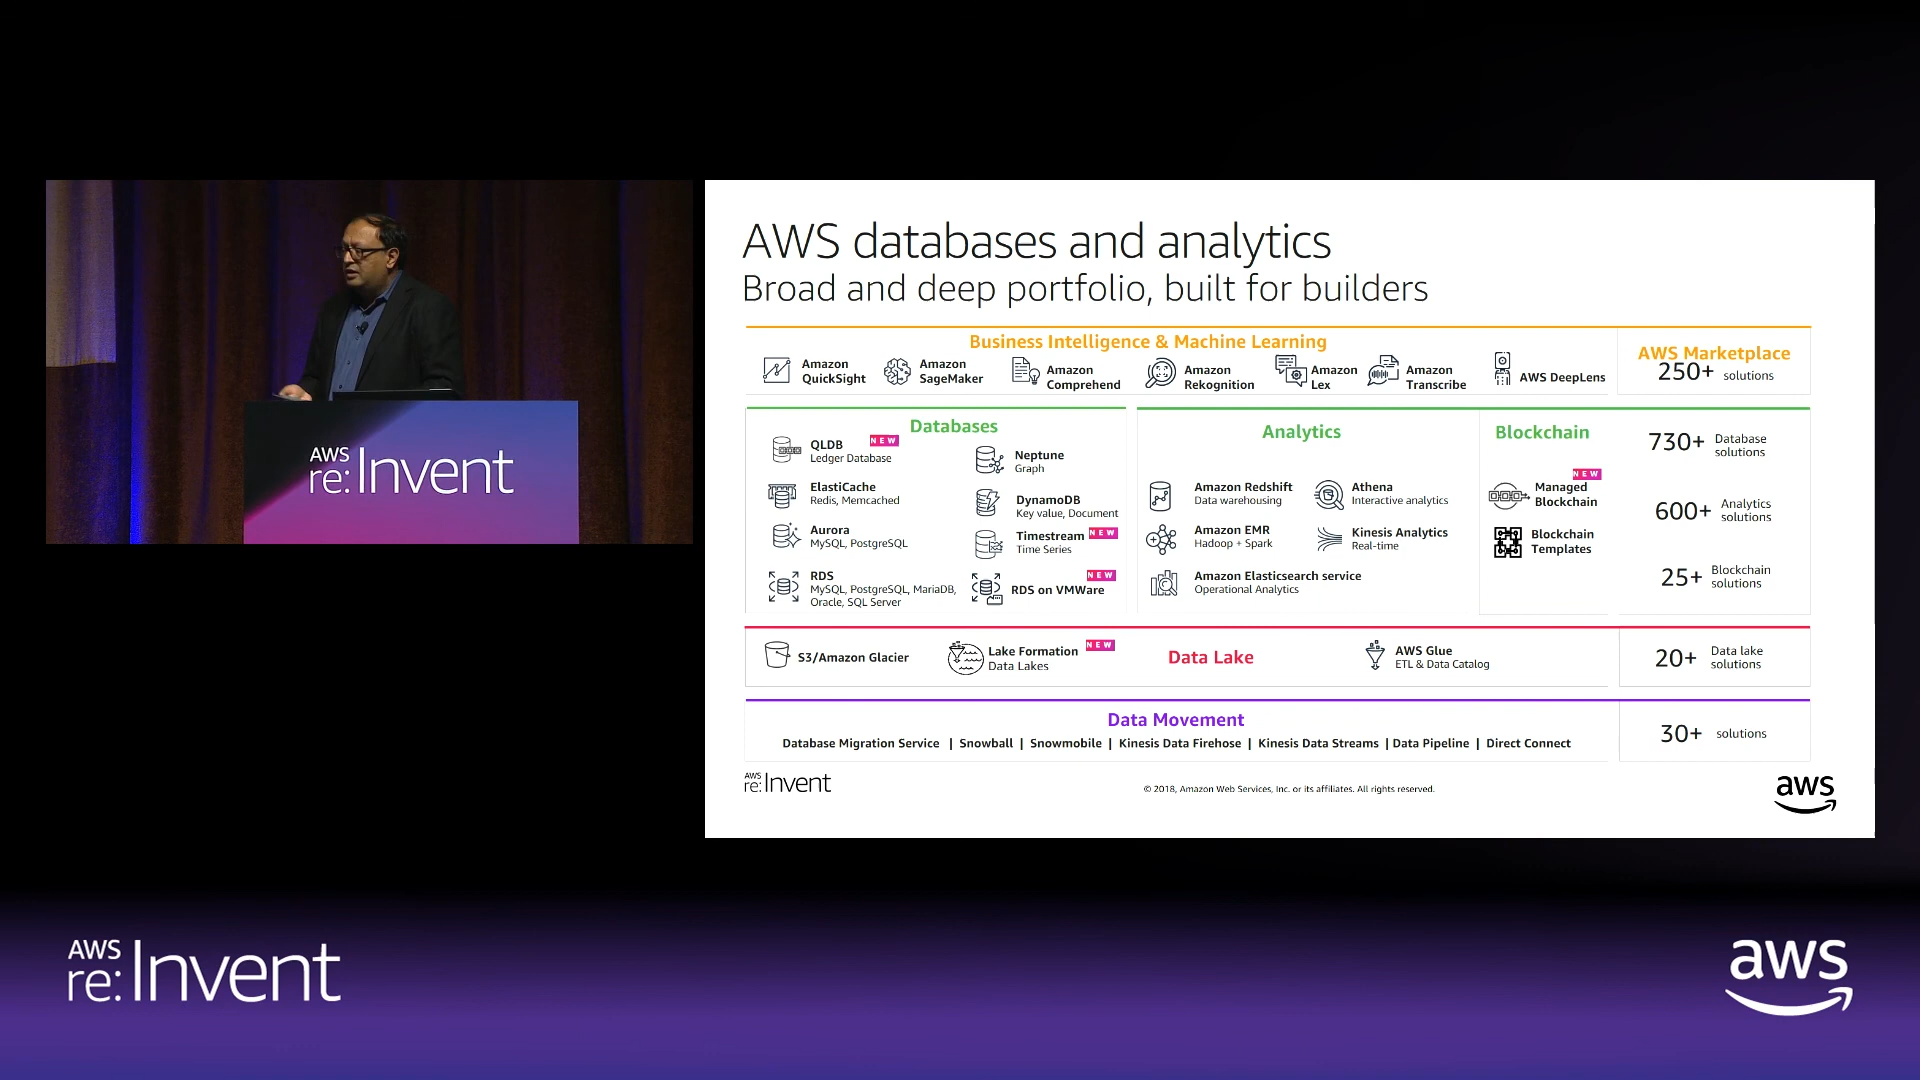 AWS
re:Invent
AWS databases and analytics
Broad and deep portfolio, built for builders
Business Intelligence & Machine Learning
Amazon
QuickSight
Amazon
SageMaker
Amazon
Comprehend
Amazon
Rekognition
Amazon
Lex
Amazon
Transcribe
AWS DeepLens
AWS Marketplace
250+ solutions
Databases
QLDB NEW
Ledger Database
Neptune
Graph
ElastiCache
Redis, Memcached
DynamoDB
Key value, Document
Aurora
MySQL, PostgreSQL
Timestream NEW
Time Series
RDS
MySQL, PostgreSQL, MariaDB,
Oracle, SQL Server
NEW
RDS on VMWare
Analytics
Amazon Redshift
Data warehousing
Athena
Interactive analytics
Amazon EMR
Hadoop + Spark
Kinesis Analytics
Real-time
Amazon Elasticsearch service
Operational Analytics
Blockchain
NEW
Managed
Blockchain
Blockchain
Templates
730+ Database
solutions
600+ Analytics
solutions
25+ Blockchain
solutions
S3/Amazon Glacier
Lake Formation NEW
Data Lakes
Data Lake
AWS Glue
ETL & Data Catalog
20+ Data lake
solutions
Data Movement
Database Migration Service | Snowball | Snowmobile | Kinesis Data Firehose | Kinesis Data Streams | Data Pipeline | Direct Connect
30+ solutions
AWS
re:Invent
© 2018, Amazon Web Services, Inc. or its affiliates. All rights reserved.
aws
AWS
re:Invent
aws